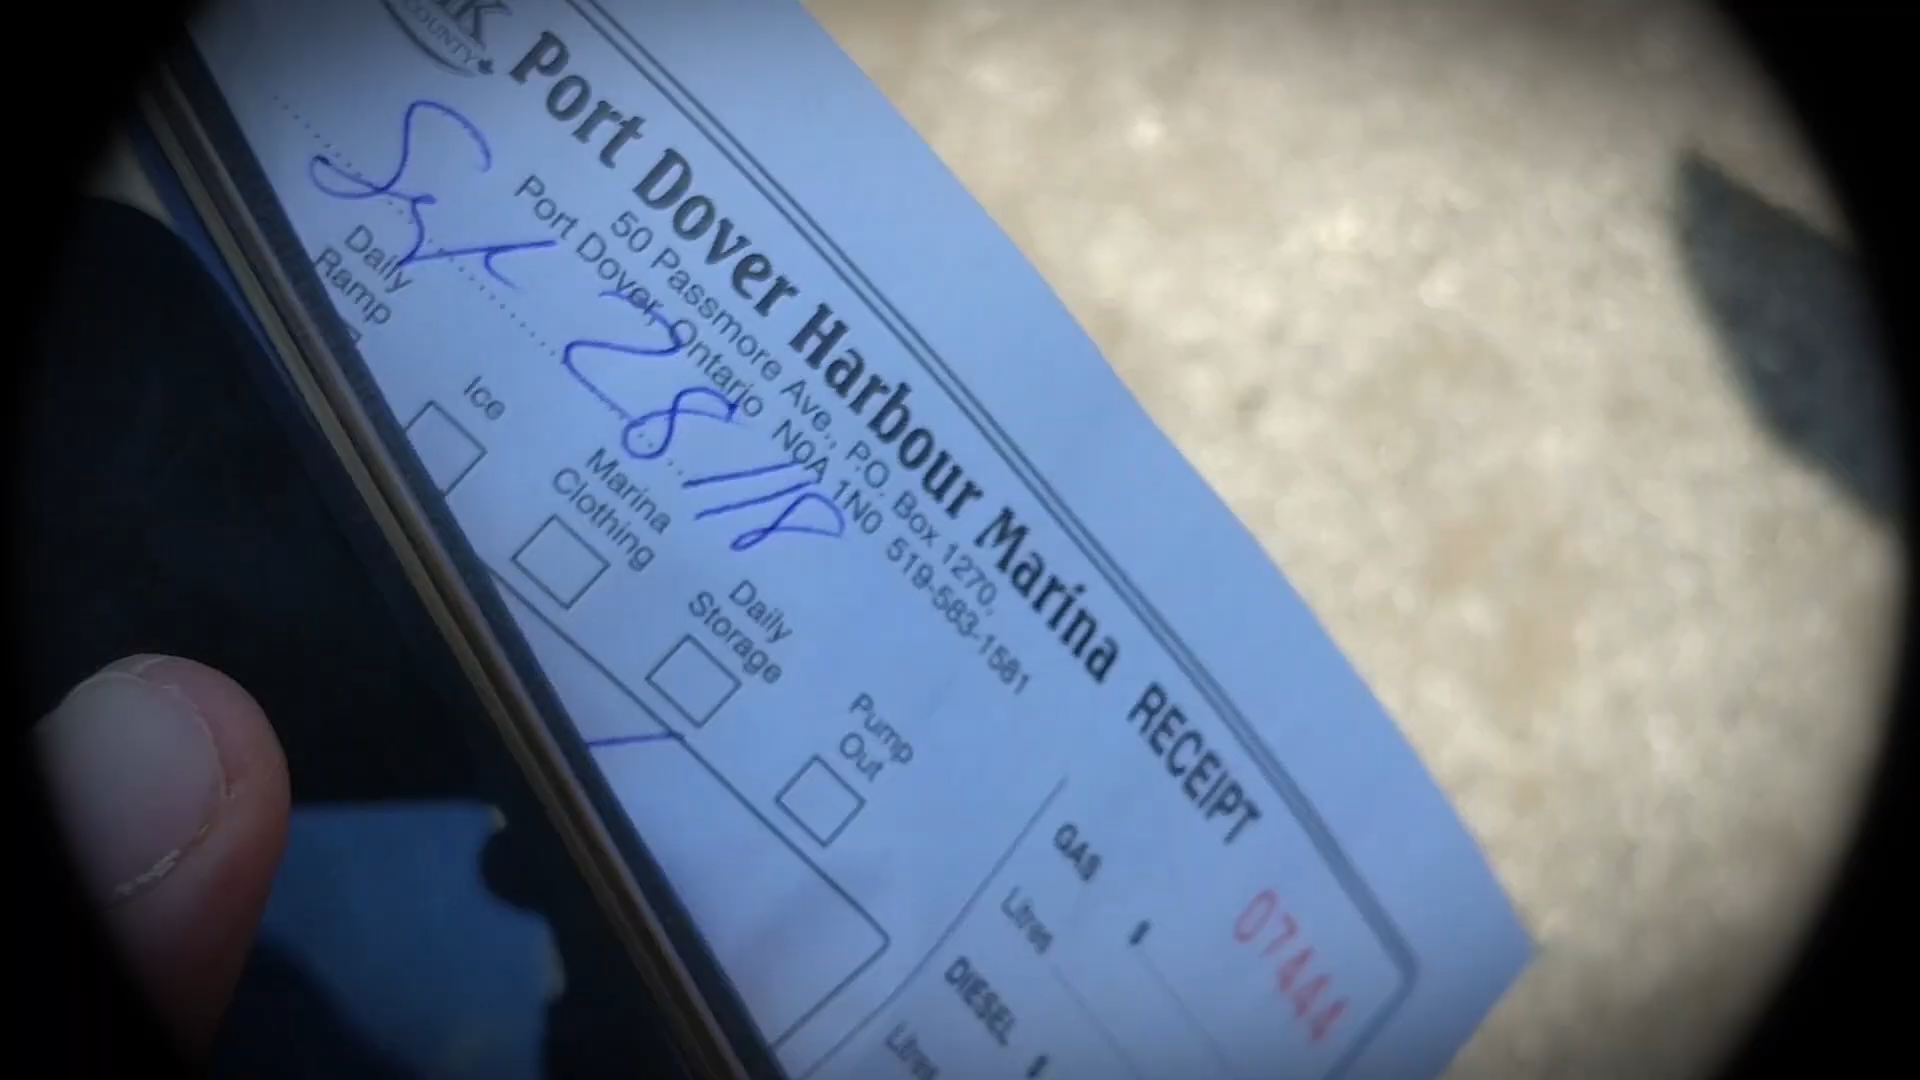 COUNTY
Port Dover Harbour Marina RECEIPT
50 Passmore Ave., P.O. Box 1270,
Port Dover, Ontario N0A 1N0 519-583-1581
07444
Sept 28/18
Daily
Ramp
Ice
Marina
Clothing
Daily
Storage
Pump
Out
GAS $
Litres
DIESEL $
Litres